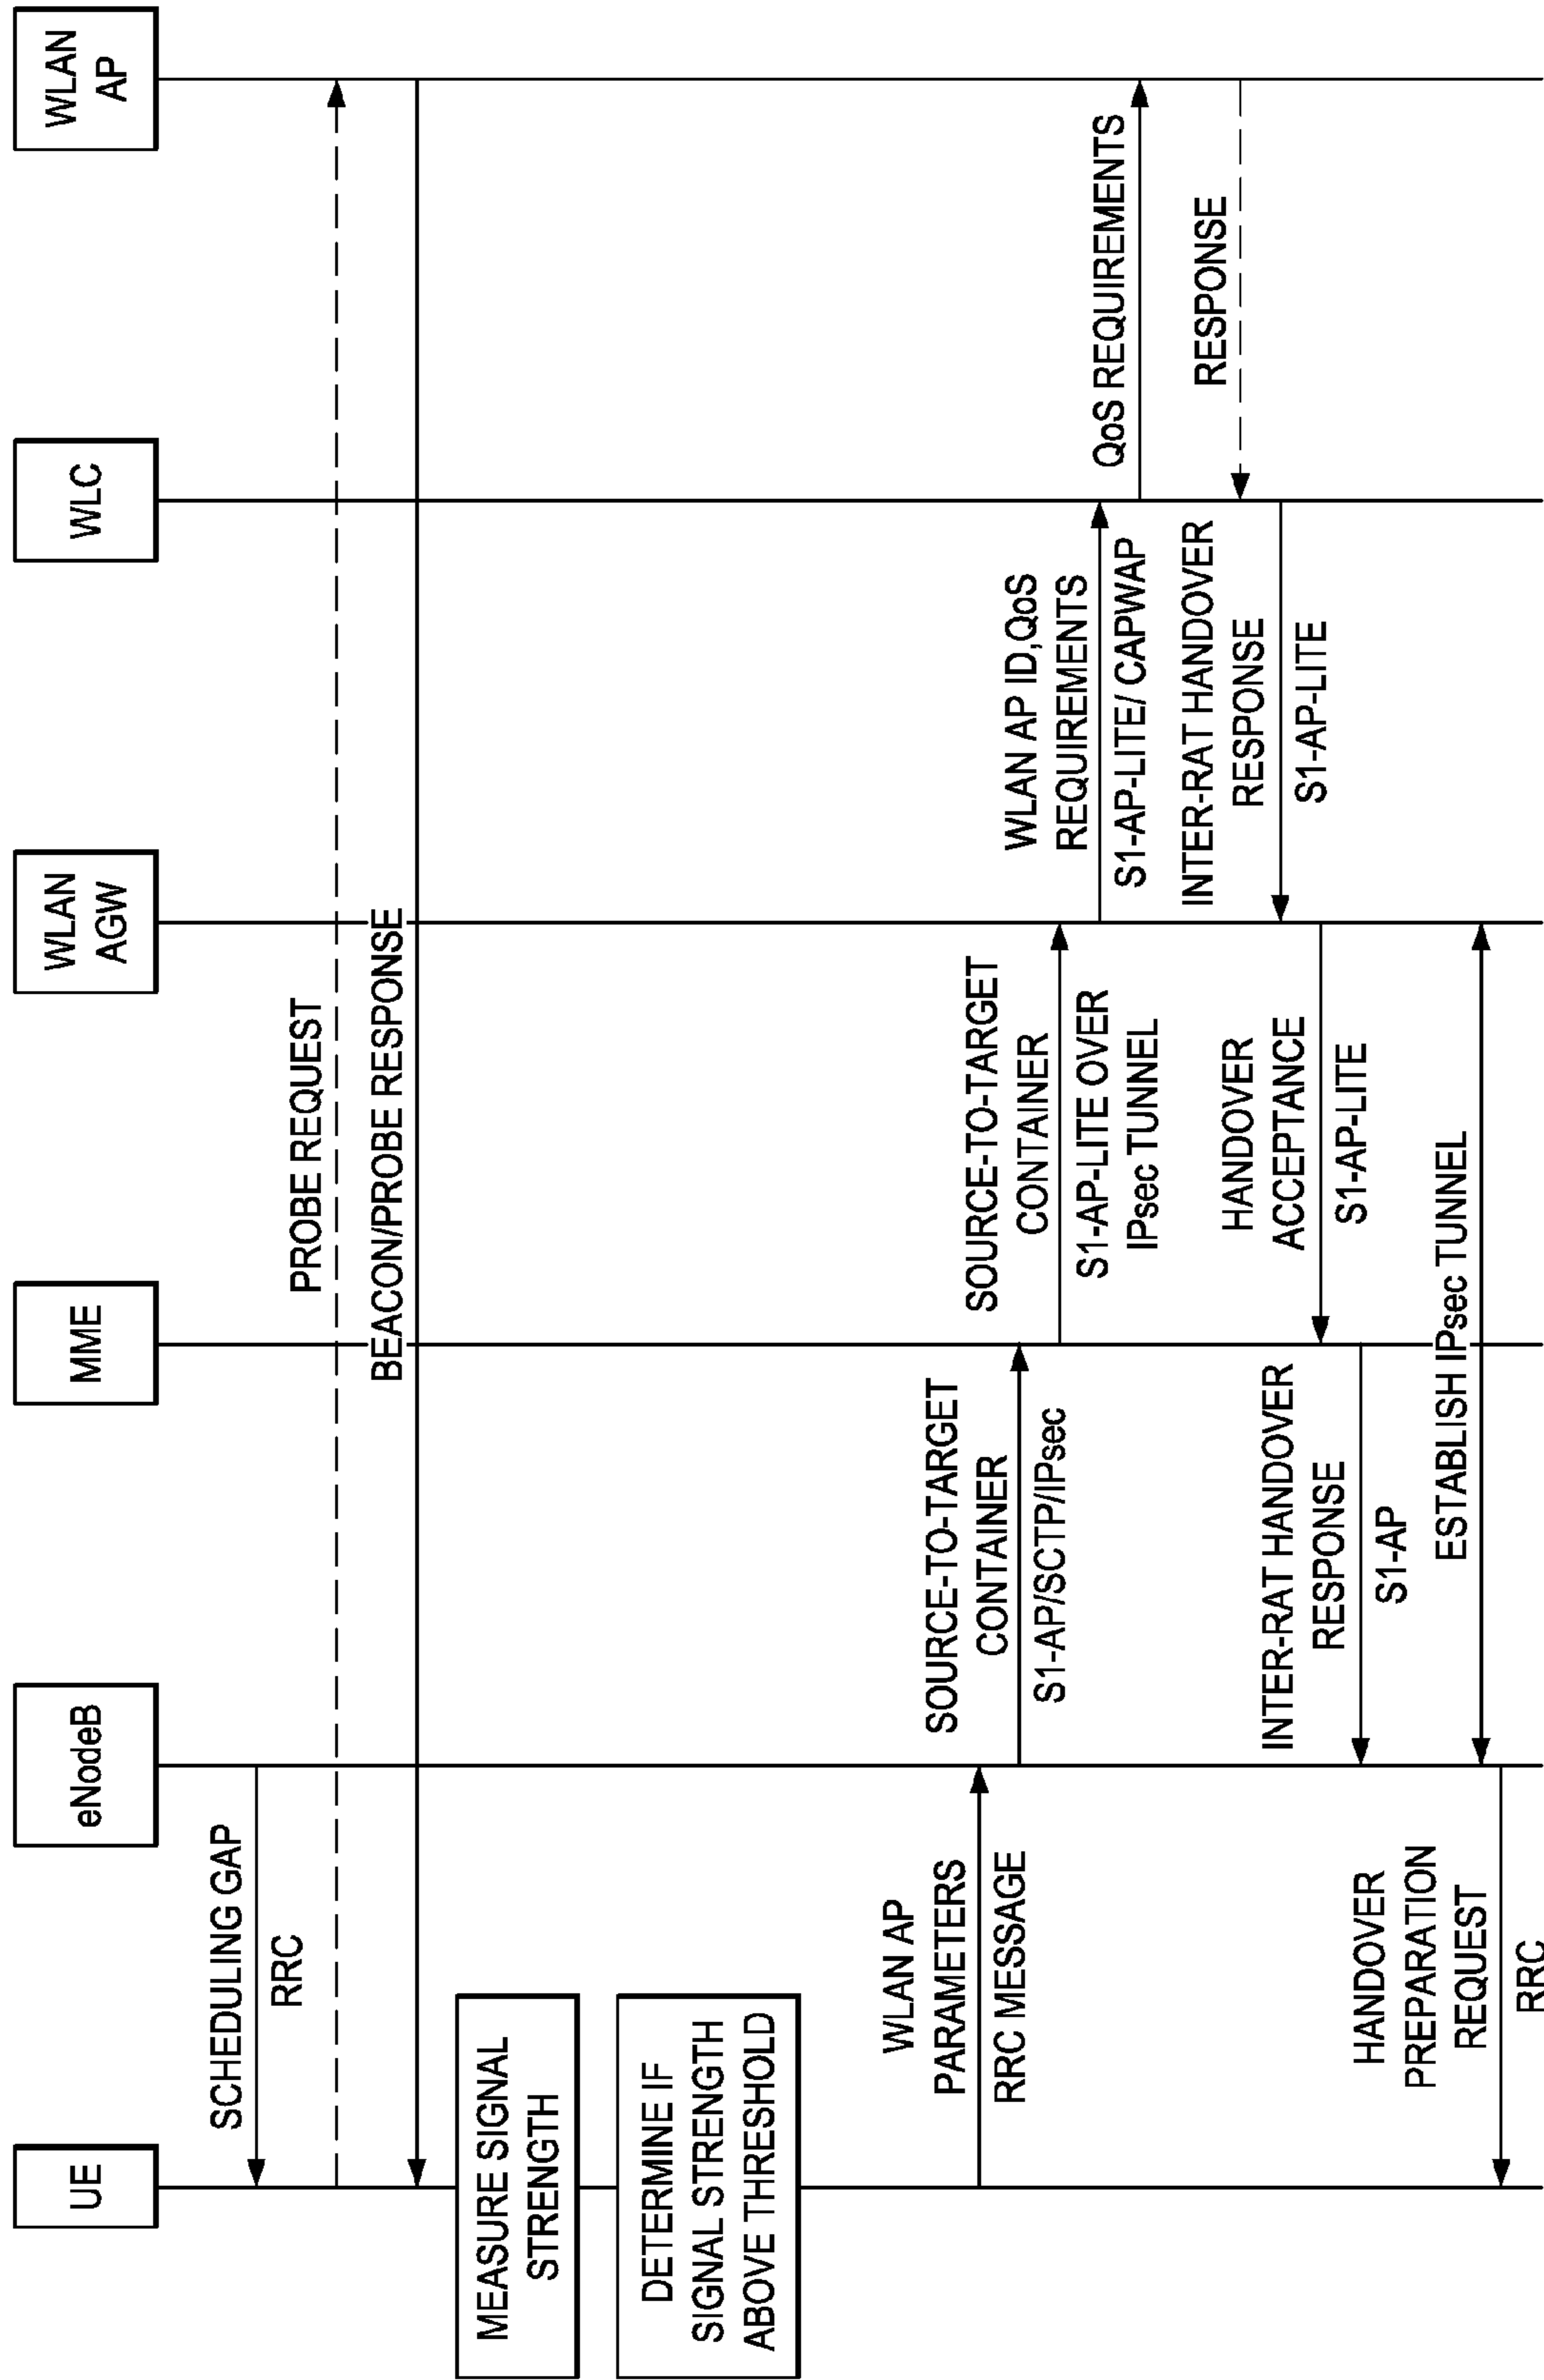 UE
eNodeB
MME
WLAN
AGW
WLC
WLAN
AP
SCHEDULING GAP
RRC
PROBE REQUEST
BEACON/PROBE RESPONSE
MEASURE SIGNAL
STRENGTH
DETERMINE IF
SIGNAL STRENGTH
ABOVE THRESHOLD
WLAN AP
PARAMETERS
RRC MESSAGE
SOURCE-TO-TARGET
CONTAINER
S1-AP/SCTP/IPsec
SOURCE-TO-TARGET
CONTAINER
S1-AP-LITE OVER
IPsec TUNNEL
WLAN AP ID,QoS
REQUIREMENTS
S1-AP-LITE/ CAPWAP
QoS REQUIREMENTS
RESPONSE
INTER-RAT HANDOVER
RESPONSE
S1-AP-LITE
HANDOVER
ACCEPTANCE
S1-AP-LITE
INTER-RAT HANDOVER
RESPONSE
S1-AP
ESTABLISH IPsec TUNNEL
HANDOVER
PREPARATION
REQUEST
RRC